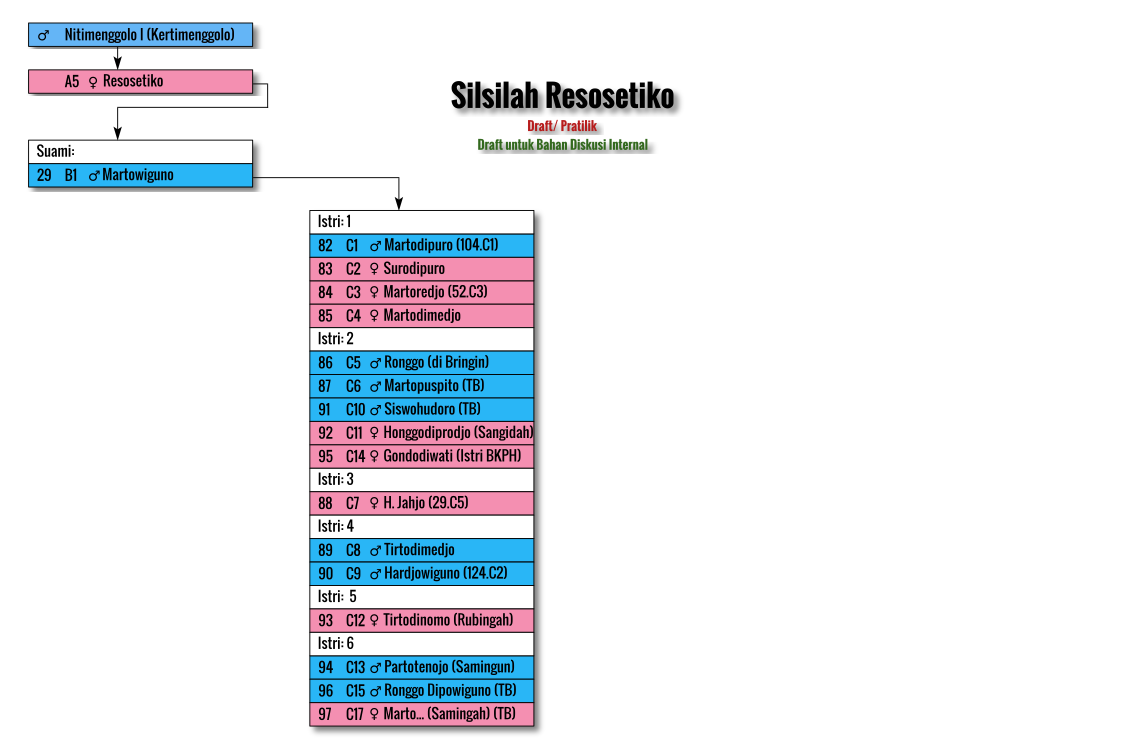 ♂ Nitimenggolo I (Kertimenggolo)
A5 ♀ Resosetiko
Silsilah Resosetiko
Draft/ Pratilik
Draft untuk Bahan Diskusi Internal
Suami:
29 B1 ♂ Martowiguno
Istri: 1
82 C1 ♂ Martodipuro (104.C1)
83 C2 ♀ Surodipuro
84 C3 ♀ Martoredjo (52.C3)
85 C4 ♀ Martodimedjo
Istri: 2
86 C5 ♂ Ronggo (di Bringin)
87 C6 ♂ Martopuspito (TB)
91 C10 ♂ Siswohudoro (TB)
92 C11 ♀ Honggodiprodjo (Sangidah)
95 C14 ♀ Gondodiwati (Istri BKPH)
Istri: 3
88 C7 ♀ H. Jahjo (29.C5)
Istri: 4
89 C8 ♂ Tirtodimedjo
90 C9 ♂ Hardjowiguno (124.C2)
Istri: 5
93 C12 ♀ Tirtodinomo (Rubingah)
Istri: 6
94 C13 ♂ Partotenojo (Samingun)
96 C15 ♂ Ronggo Dipowiguno (TB)
97 C17 ♀ Marto... (Samingah) (TB)